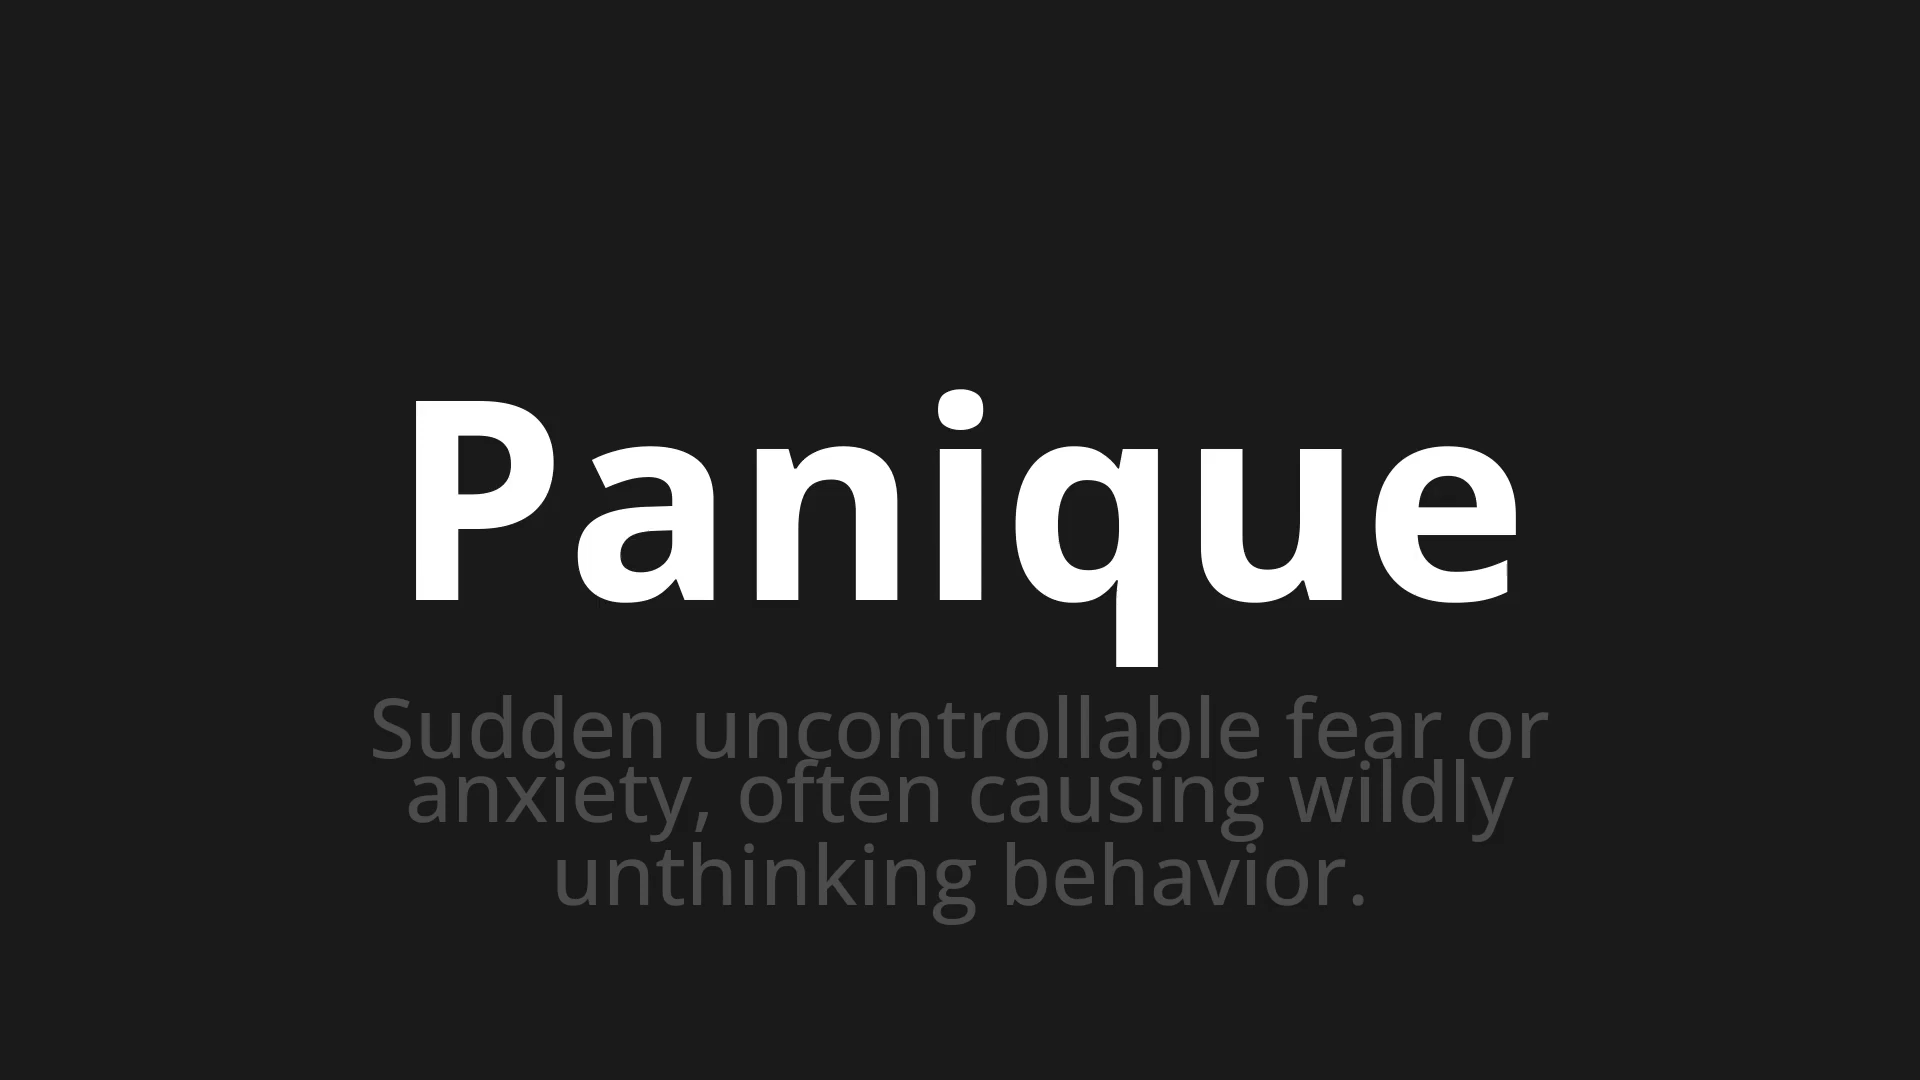 Panique
Sudden uncontrollable fear or
anxiety, often causing wildly
unthinking behavior.